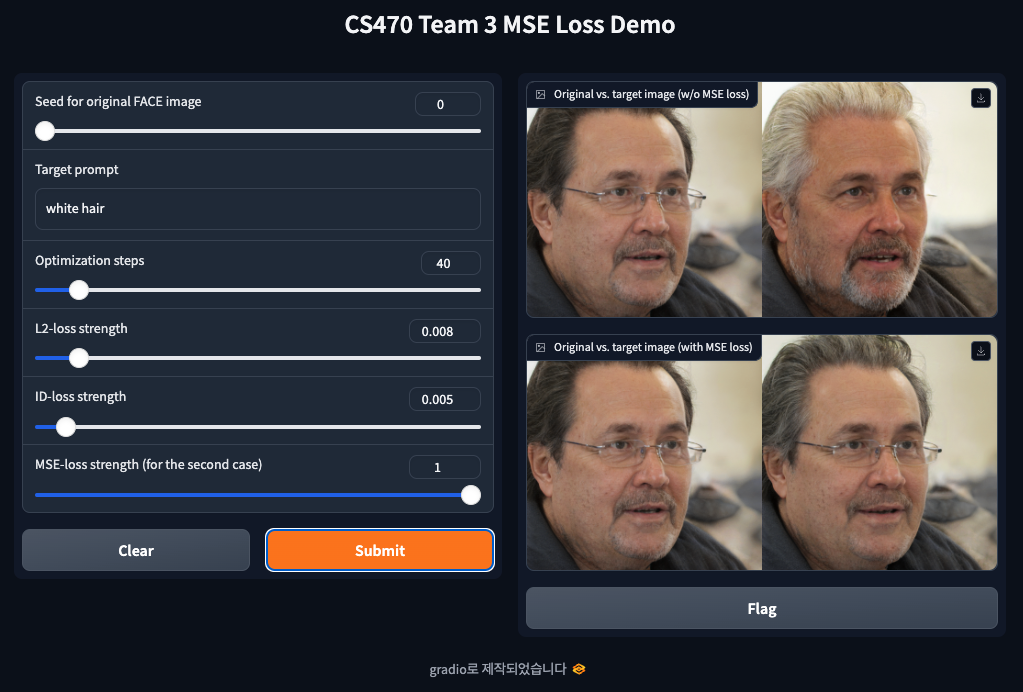 CS470 Team 3 MSE Loss Demo
Seed for original FACE image
0
Target prompt
white hair
Optimization steps
40
L2-loss strength
0.008
ID-loss strength
0.005
MSE-loss strength (for the second case)
1
Clear
Submit
Original vs. target image (w/o MSE loss)
Original vs. target image (with MSE loss)
Flag
gradio로 제작되었습니다